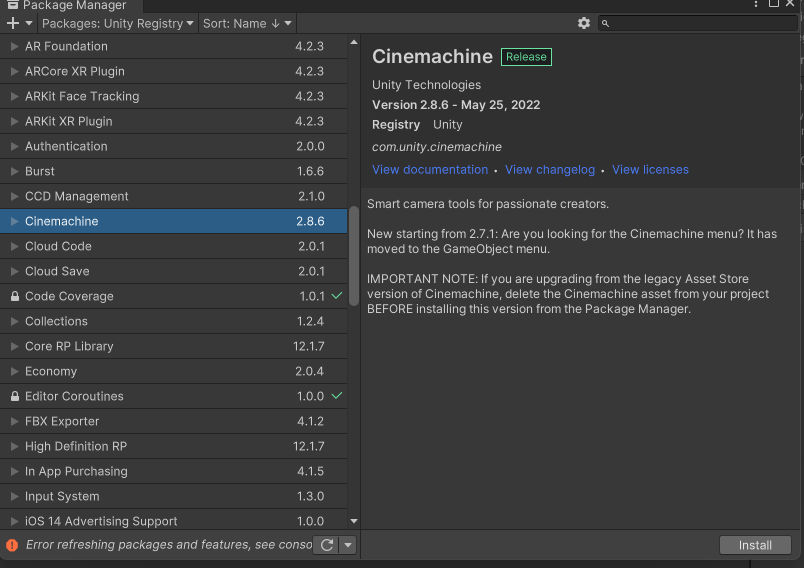 Package Manager
Packages: Unity Registry
Sort: Name ↓
AR Foundation 4.2.3
ARCore XR Plugin 4.2.3
ARKit Face Tracking 4.2.3
ARKit XR Plugin 4.2.3
Authentication 2.0.0
Burst 1.6.6
CCD Management 2.1.0
Cinemachine 2.8.6
Cloud Code 2.0.1
Cloud Save 2.0.1
Code Coverage 1.0.1
Collections 1.2.4
Core RP Library 12.1.7
Economy 2.0.4
Editor Coroutines 1.0.0
FBX Exporter 4.1.2
High Definition RP 12.1.7
In App Purchasing 4.1.5
Input System 1.3.0
iOS 14 Advertising Support 1.0.0
Error refreshing packages and features, see conso
Cinemachine Release
Unity Technologies
Version 2.8.6 - May 25, 2022
Registry Unity
com.unity.cinemachine
View documentation • View changelog • View licenses
Smart camera tools for passionate creators.
New starting from 2.7.1: Are you looking for the Cinemachine menu? It has
moved to the GameObject menu.
IMPORTANT NOTE: If you are upgrading from the legacy Asset Store
version of Cinemachine, delete the Cinemachine asset from your project
BEFORE installing this version from the Package Manager.
Install